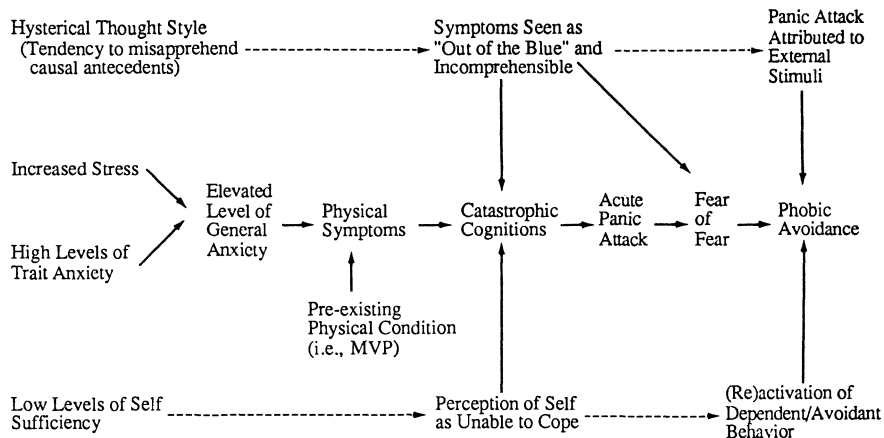 Hysterical Thought Style
(Tendency to misapprehend
causal antecedents)
Symptoms Seen as
"Out of the Blue" and
Incomprehensible
Panic Attack
Attributed to
External
Stimuli
Increased Stress
High Levels of
Trait Anxiety
Elevated
Level of
General
Anxiety
Physical
Symptoms
Catastrophic
Cognitions
Acute
Panic
Attack
Fear
of
Fear
Phobic
Avoidance
Pre-existing
Physical Condition
(i.e., MVP)
Low Levels of Self
Sufficiency
Perception of Self
as Unable to Cope
(Re)activation of
Dependent/Avoidant
Behavior